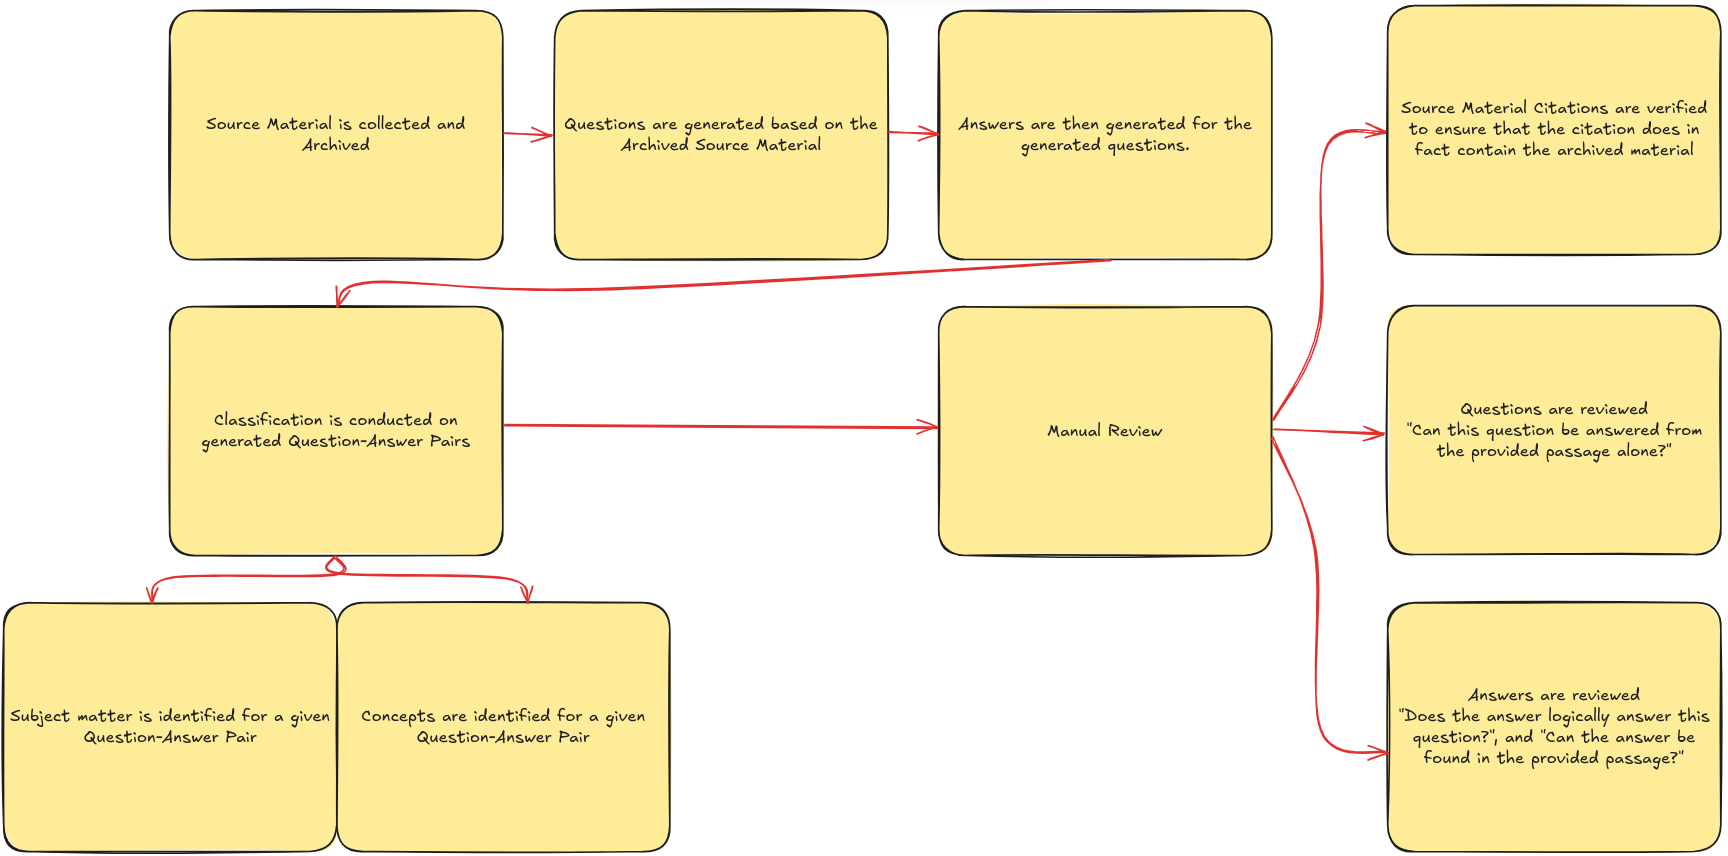 Source Material is collected and
Archived
Questions are generated based on the
Archived Source Material
Answers are then generated for the
generated questions.
Source Material Citations are verified
to ensure that the citation does in
fact contain the archived material
Classification is conducted on
generated Question-Answer Pairs
Manual Review
Questions are reviewed
"Can this question be answered from
the provided passage alone?"
Subject matter is identified for a given
Question-Answer Pair
Concepts are identified for a given
Question-Answer Pair
Answers are reviewed
"Does the answer logically answer this
question?", and "Can the answer be
found in the provided passage?"